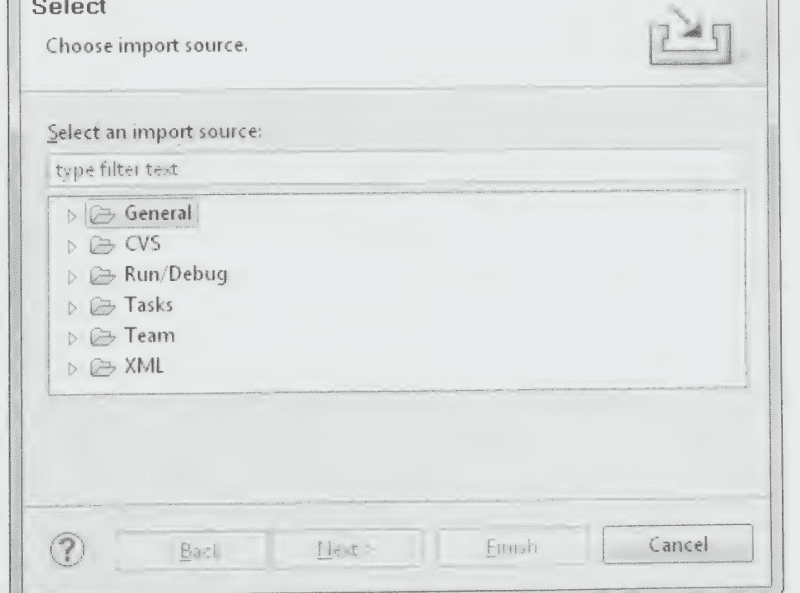 Select
Choose import source.
Select an import source:
type filter text
General
CVS
Run/Debug
Tasks
Team
XML
? Back Next > Finish Cancel